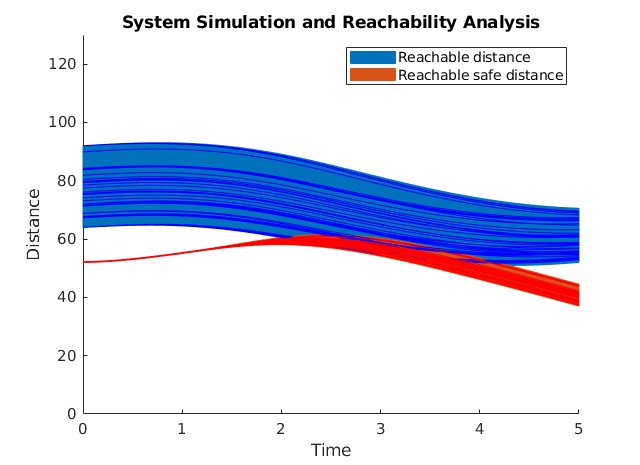 System Simulation and Reachability Analysis
Reachable distance
Reachable safe distance
120
100
80
60
40
20
0
Distance
0 1 2 3 4 5
Time